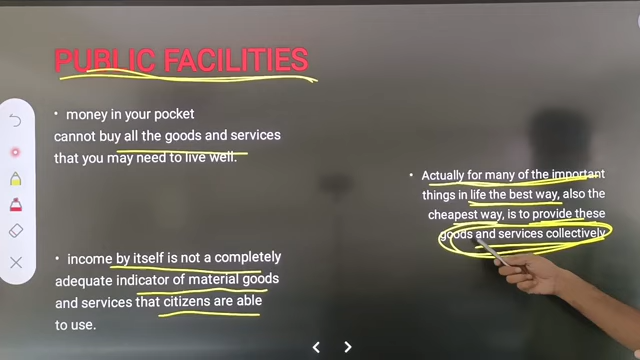 PUBLIC FACILITIES
• money in your pocket
cannot buy all the goods and services
that you may need to live well.
• income by itself is not a completely
adequate indicator of material goods
and services that citizens are able
to use.
• Actually for many of the important
things in life the best way, also the
cheapest way, is to provide these
goods and services collectively